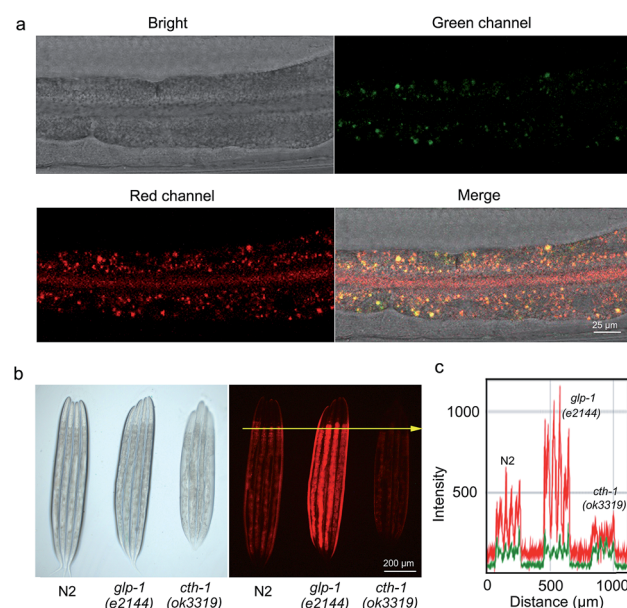 a
Bright
Green channel
Red channel
Merge
25 µm
b
200 µm
N2
glp-1
(e2144)
cth-1
(ok3319)
N2
glp-1
(e2144)
cth-1
(ok3319)
c
Intensity
1000
500
glp-1
(e2144)
N2
cth-1
(ok3319)
0
500
1000
Distance (µm)